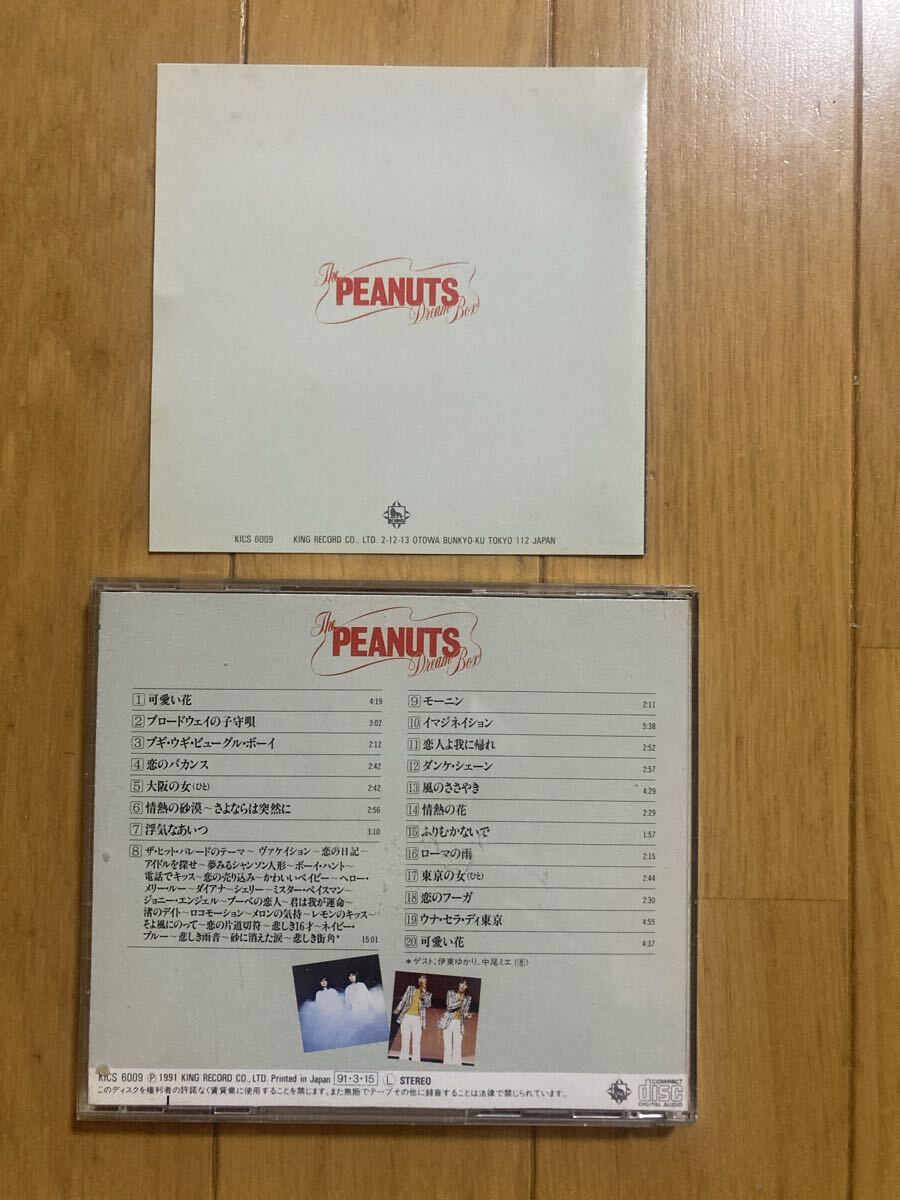 The
PEANUTS
Dream Box
KICS 6009 KING RECORD CO., LTD. 2-12-13 OTOWA BUNKYO-KU TOKYO 112 JAPAN
The
PEANUTS
Dream Box
1 可愛い花 4:19
2 ブロードウェイの子守唄 3:02
3 ブギ・ウギ・ビューグル・ボーイ 2:12
4 恋のバカンス 2:42
5 大阪の女(ひと) 2:42
6 情熱の砂漠〜さよならは突然に 2:56
7 浮気なあいつ 3:10
8 ザ・ヒット・パレードのテーマ〜ヴァケイション〜恋の日記〜
アイドルを探せ〜夢みるシャンソン人形〜ボーイ・ハント〜
電話でキッス〜恋の売り込み〜かわいいベイビー〜ヘロー・
メリー・ルー〜ダイアナ〜シェリー〜ミスター・ベイスマン〜
ジョニー・エンジェル〜ブーベの恋人〜君は我が運命〜
渚のデイト〜ロコモーション〜メロンの気持〜レモンのキッス〜
そよ風にのって〜恋の片道切符〜悲しき16才〜ネイビー・
ブルー〜悲しき雨音〜砂に消えた涙〜悲しき街角* 15:01
9 モーニン 2:11
10 イマジネイション 5:38
11 恋人よ我に帰れ 2:52
12 ダンケ・シェーン 2:57
13 風のささやき 4:29
14 情熱の花 2:29
15 ふりむかないで 1:57
16 ローマの雨 2:15
17 東京の女(ひと) 2:44
18 恋のフーガ 2:30
19 ウナ・セラ・ディ東京 4:55
20 可愛い花 4:37
*ゲスト:伊東ゆかり、中尾ミエ(8)
KICS 6009 Ⓟ 1991 KING RECORD CO., LTD. Printed in Japan 91・3・15 Ⓛ STEREO
このディスクを権利者の許諾なく賃貸業に使用することを禁じます。また無断でテープその他に録音することは法律で禁じられています。
COMPACT
disc
DIGITAL AUDIO